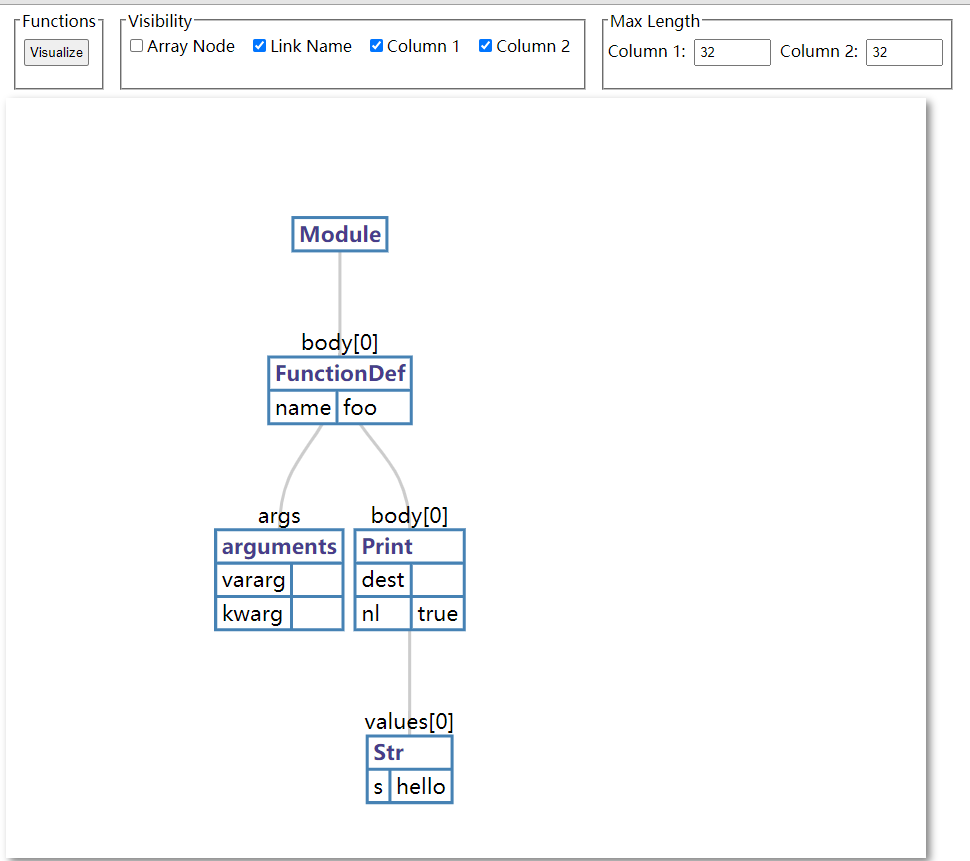 Functions
Visualize
Visibility
Array Node
Link Name
Column 1
Column 2
Max Length
Column 1: 32
Column 2: 32
Module
body[0]
FunctionDef
name foo
args
arguments
vararg
kwarg
body[0]
Print
dest
nl true
values[0]
Str
s hello